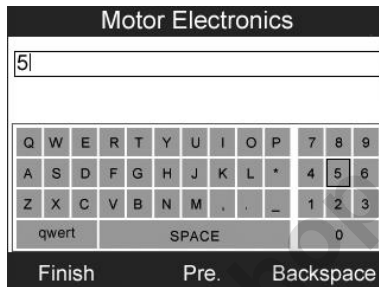 Motor Electronics
5
Q W E R T Y U I O P 7 8 9
A S D F G H J K L * 4 5 6
Z X C V B N M , . _ 1 2 3
qwert SPACE 0
Finish Pre. Backspace